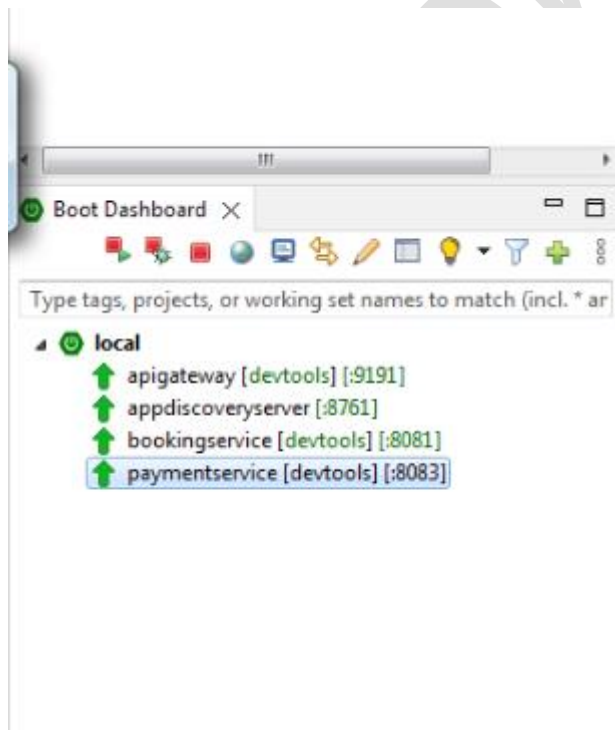 Boot Dashboard
Type tags, projects, or working set names to match (incl. * ar
local
apigateway [devtools] [:9191]
appdiscoveryserver [:8761]
bookingservice [devtools] [:8081]
paymentservice [devtools] [:8083]